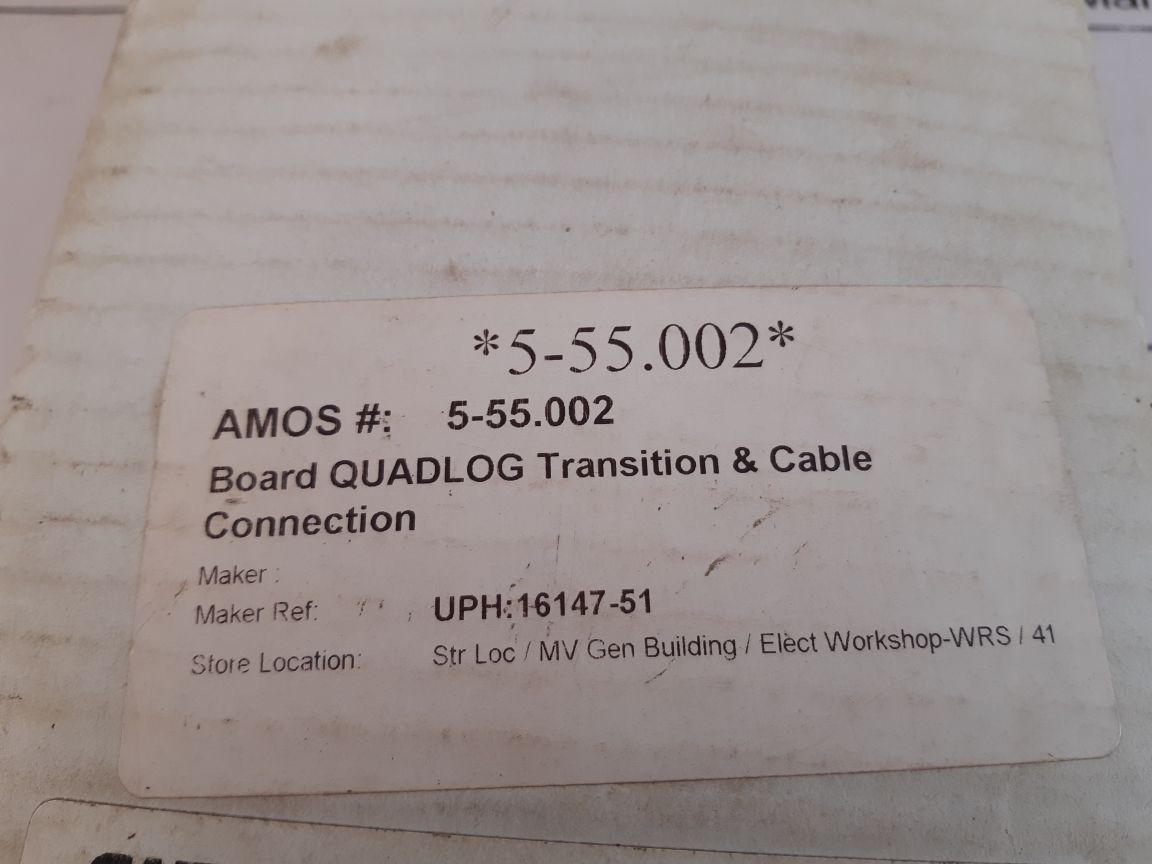 *5-55.002*
AMOS #: 5-55.002
Board QUADLOG Transition & Cable
Connection
Maker :
Maker Ref: UPH:16147-51
Store Location: Str Loc / MV Gen Building / Elect Workshop-WRS / 41